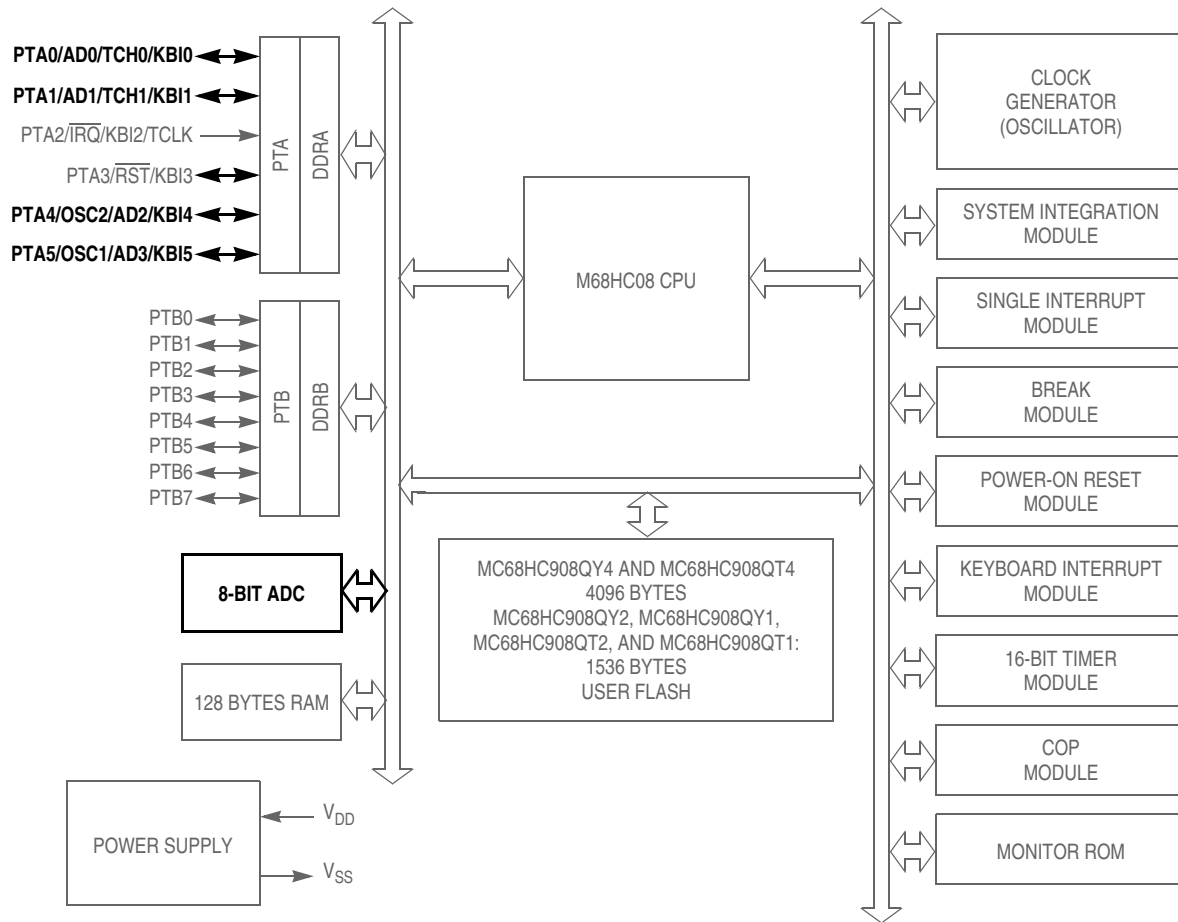 PTA0/AD0/TCH0/KBI0
PTA1/AD1/TCH1/KBI1
PTA2/I̅R̅Q̅/KBI2/TCLK
PTA3/R̅S̅T̅/KBI3
PTA4/OSC2/AD2/KBI4
PTA5/OSC1/AD3/KBI5
PTA
DDRA
PTB0
PTB1
PTB2
PTB3
PTB4
PTB5
PTB6
PTB7
PTB
DDRB
8-BIT ADC
128 BYTES RAM
POWER SUPPLY
VDD
VSS
M68HC08 CPU
MC68HC908QY4 AND MC68HC908QT4
4096 BYTES
MC68HC908QY2, MC68HC908QY1,
MC68HC908QT2, AND MC68HC908QT1:
1536 BYTES
USER FLASH
CLOCK
GENERATOR
(OSCILLATOR)
SYSTEM INTEGRATION
MODULE
SINGLE INTERRUPT
MODULE
BREAK
MODULE
POWER-ON RESET
MODULE
KEYBOARD INTERRUPT
MODULE
16-BIT TIMER
MODULE
COP
MODULE
MONITOR ROM